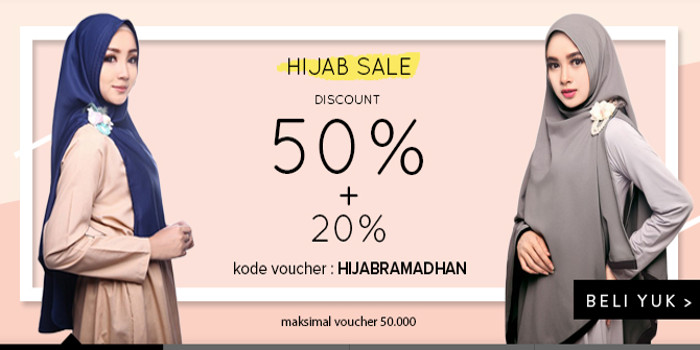 HIJAB SALE
DISCOUNT
50%
+
20%
kode voucher : HIJABRAMADHAN
BELI YUK >
maksimal voucher 50.000